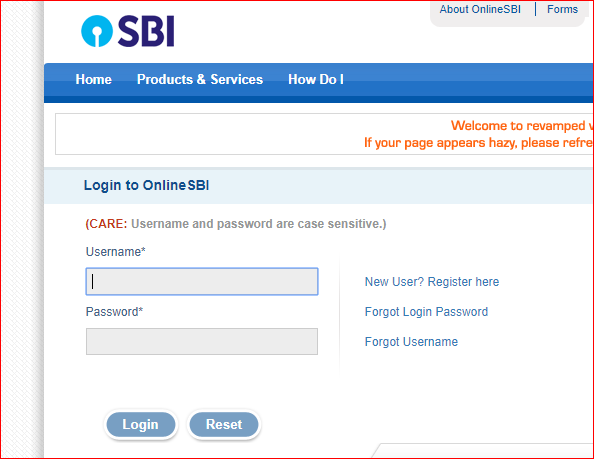 SBI
About OnlineSBI | Forms
Home Products & Services How Do I
Welcome to revamped
If your page appears hazy, please refre
Login to OnlineSBI
(CARE: Username and password are case sensitive.)
Username*
New User? Register here
Password*
Forgot Login Password
Forgot Username
Login Reset